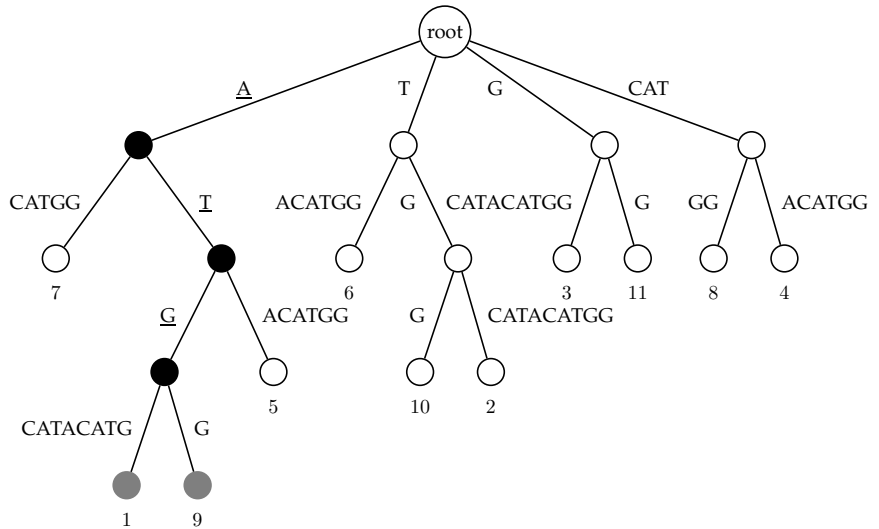 root
A T G CAT
CATGG T ACATGG G CATACATGG G GG ACATGG
7 6 3 11 8 4
G ACATGG G CATACATGG
5 10 2
CATACATG G
1 9